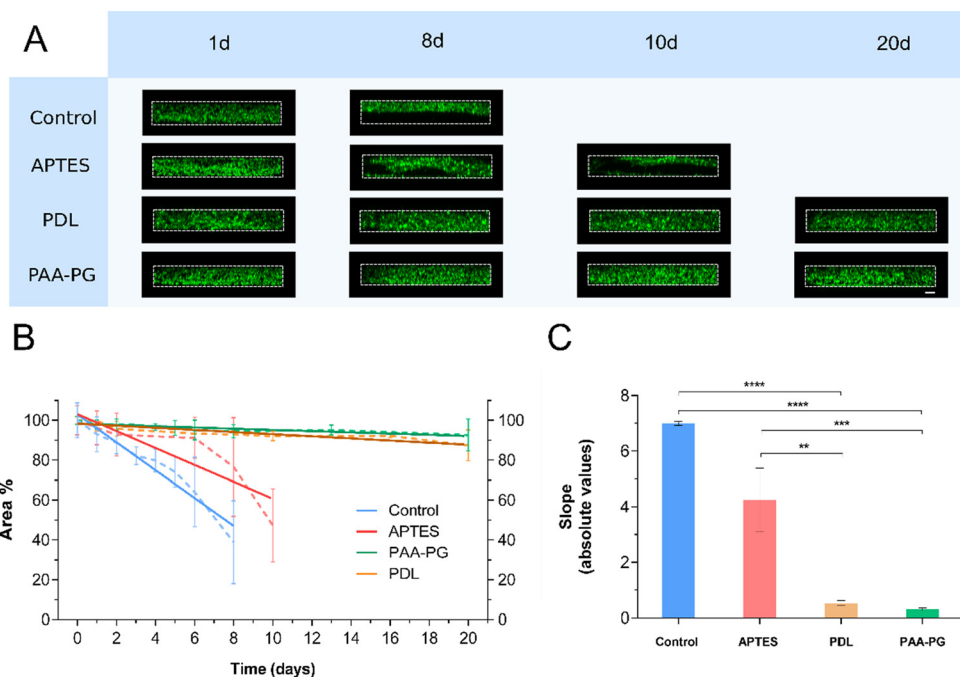 A
1d 8d 10d 20d
Control
APTES
PDL
PAA-PG
B
Area %
100
80
60
40
20
0
100
80
60
40
20
0
Control
APTES
PAA-PG
PDL
0 2 4 6 8 10 12 14 16 18 20
Time (days)
C
Slope
(absolute values)
8
6
4
2
0
****
****
***
**
Control APTES PDL PAA-PG